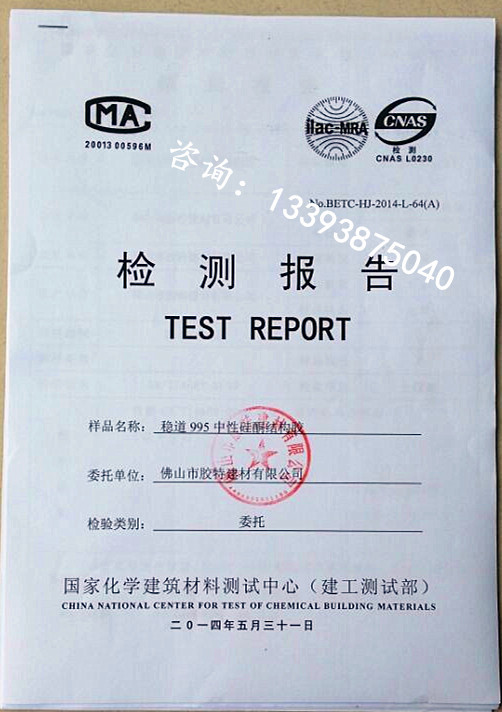 MA
ilac-MRA
CNAS
2001300596M
检 测
CNAS L0230
咨询：13393875040
No.BETC-HJ-2014-L-64(A)
检 测 报 告
TEST REPORT
样品名称： 稳道 995 中性硅酮结构胶
委托单位： 佛山市胶特建材有限公司
检验类别： 委托
国家化学建筑材料测试中心（建工测试部）
CHINA NATIONAL CENTER FOR TEST OF CHEMICAL BUILDING MATERIALS
二〇一四年五月三十一日